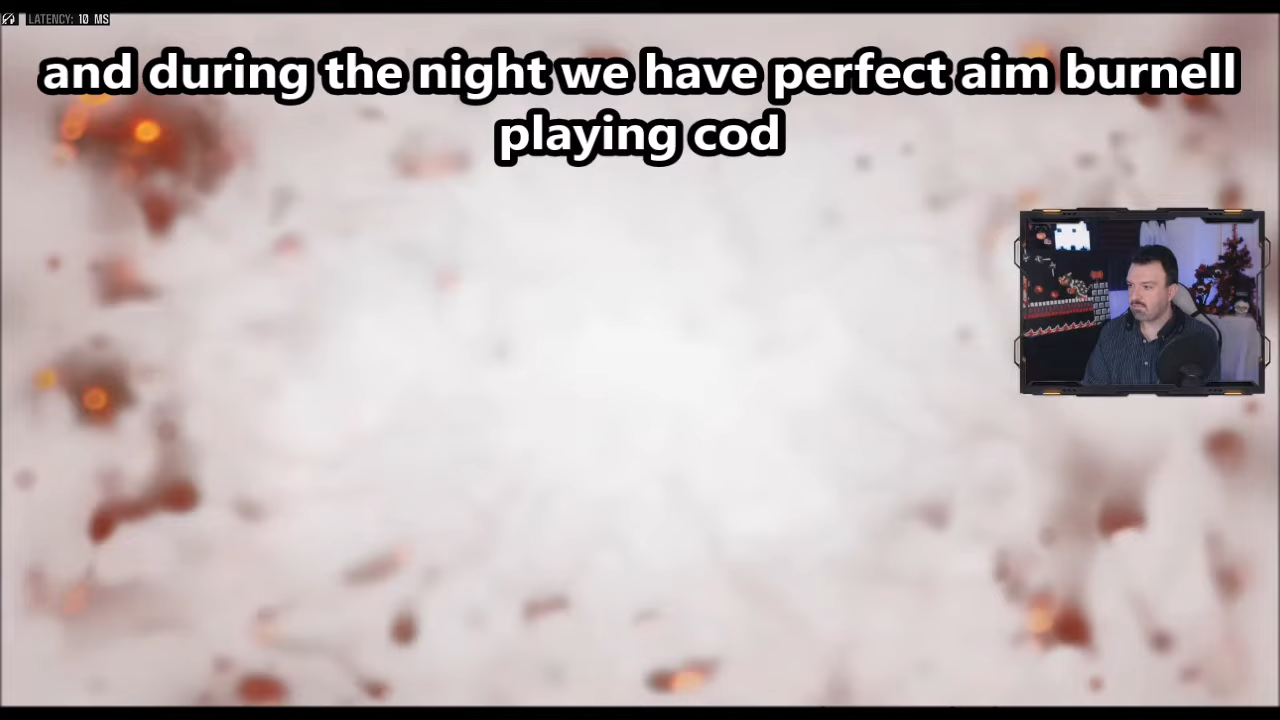 LATENCY: 10 MS
and during the night we have perfect aim burnell
playing cod